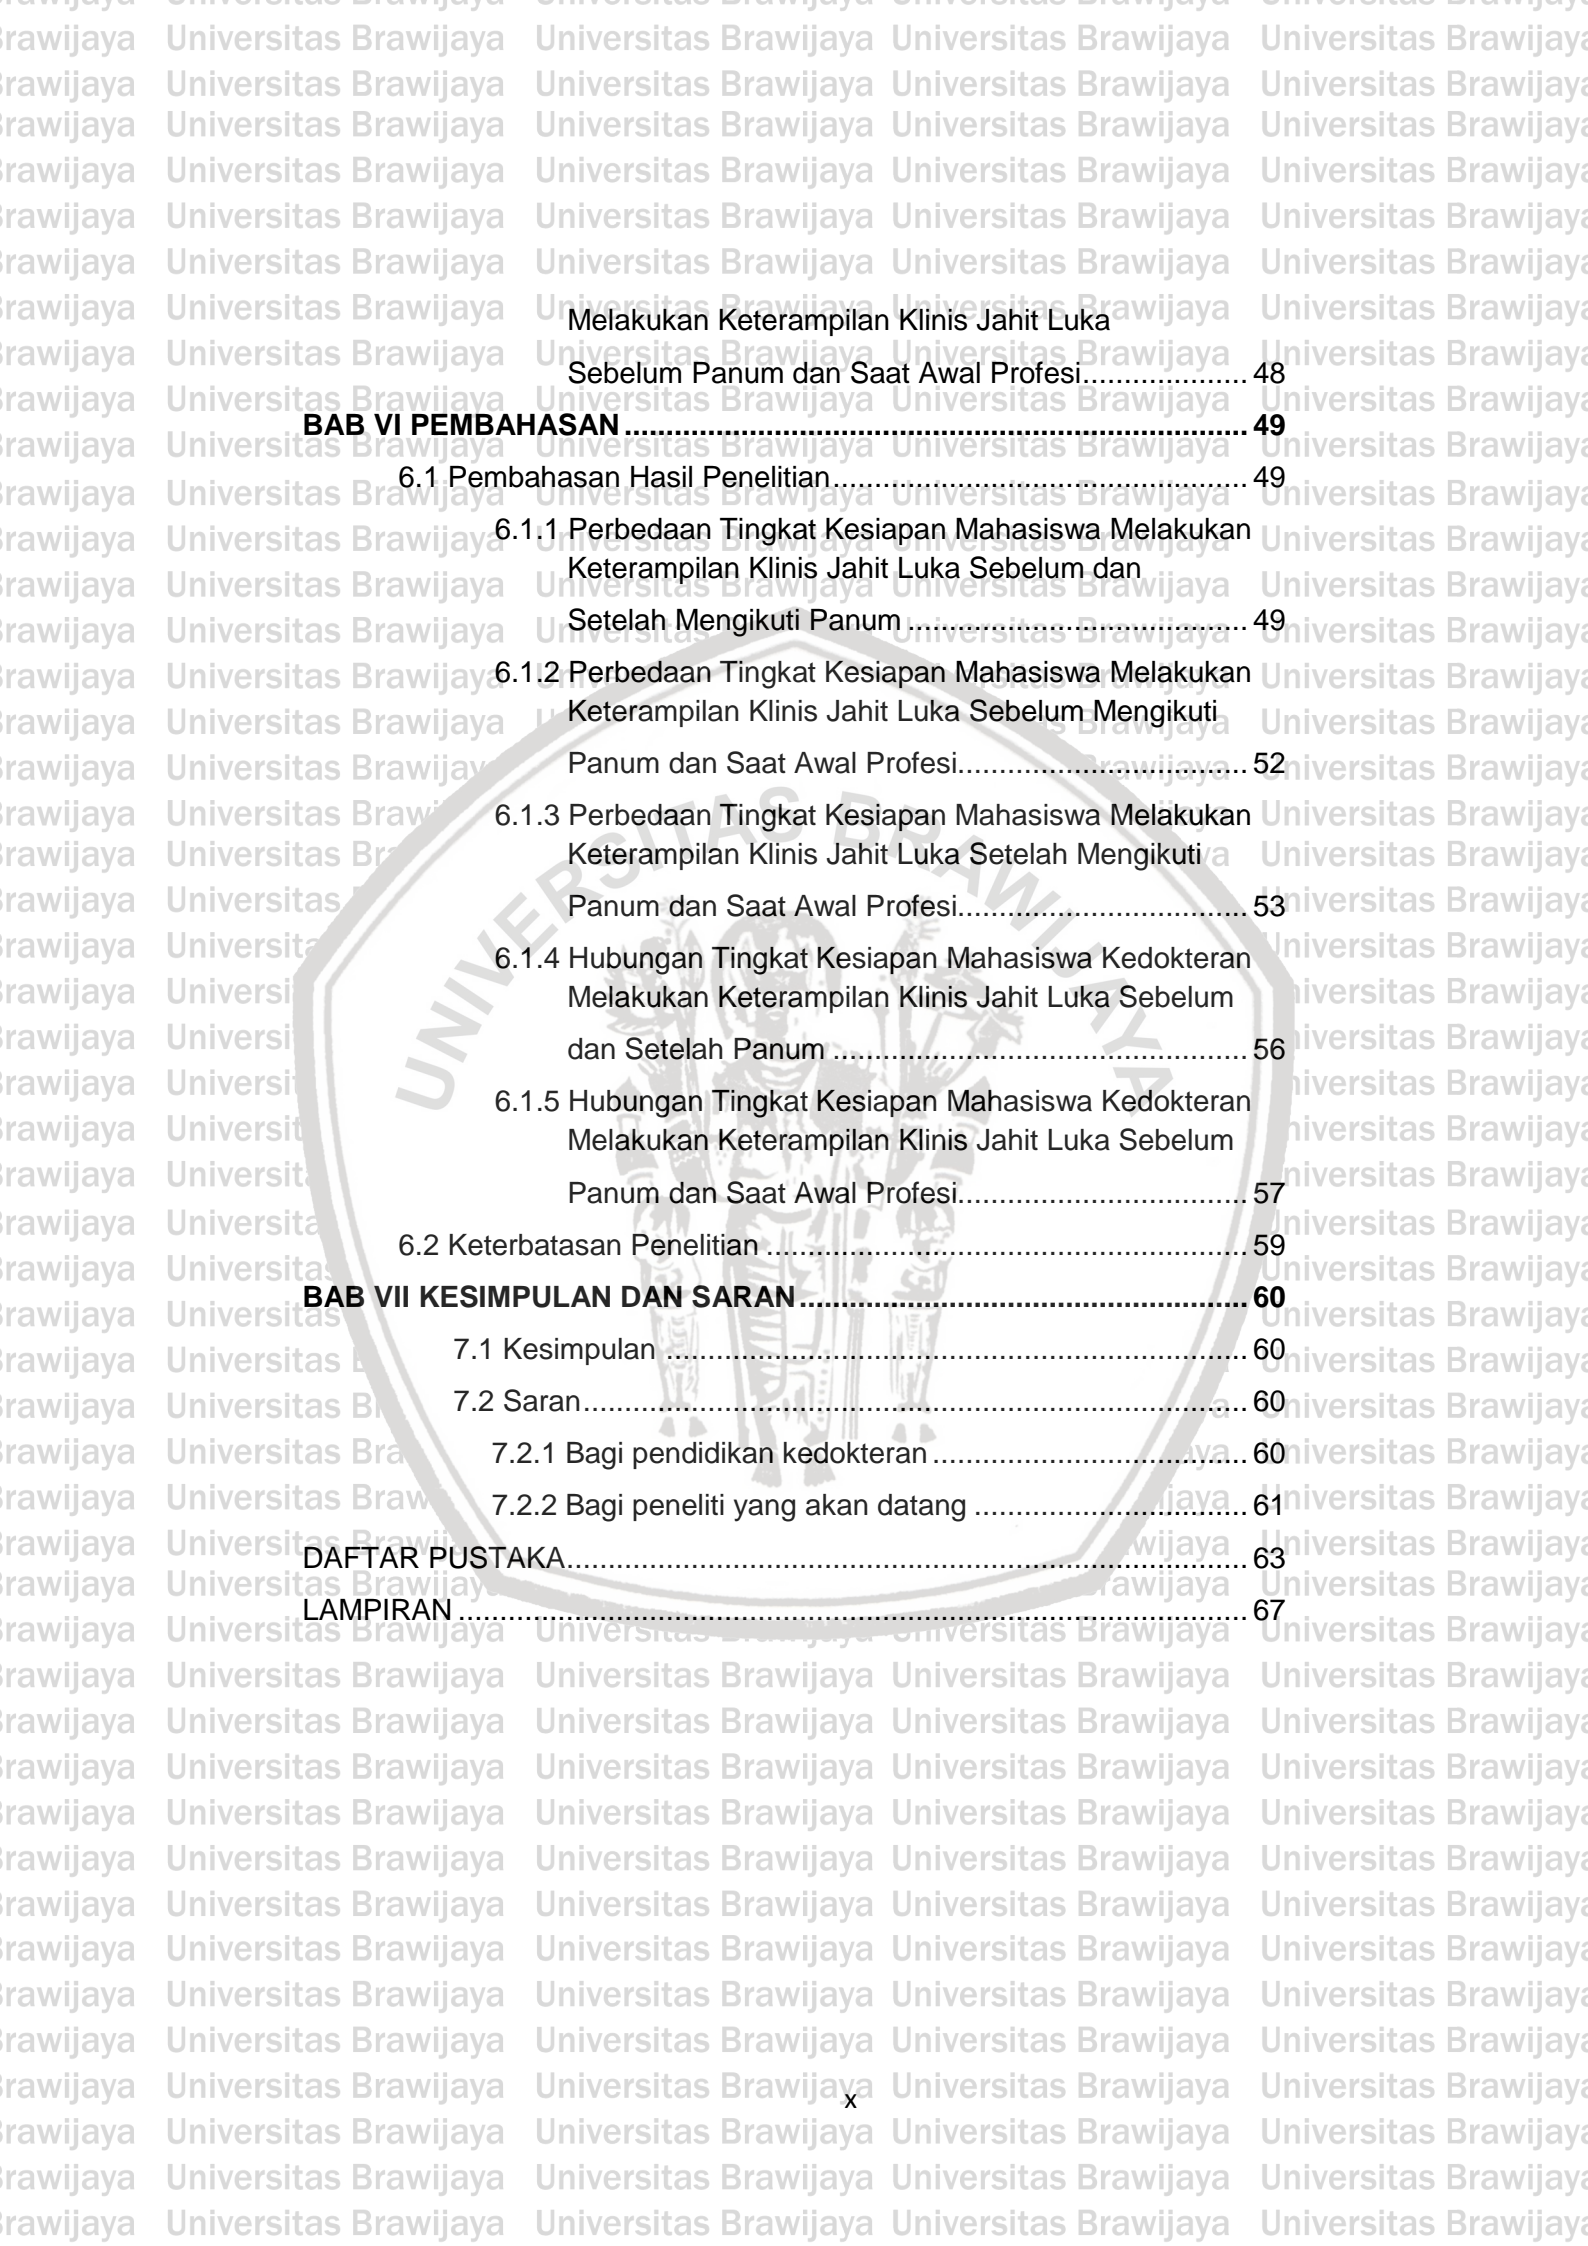 Melakukan Keterampilan Klinis Jahit Luka
Sebelum Panum dan Saat Awal Profesi.................... 48
BAB VI PEMBAHASAN ........................................................................... 49
6.1 Pembahasan Hasil Penelitian.................................................. 49
6.1.1 Perbedaan Tingkat Kesiapan Mahasiswa Melakukan
Keterampilan Klinis Jahit Luka Sebelum dan
Setelah Mengikuti Panum ......................................... 49
6.1.2 Perbedaan Tingkat Kesiapan Mahasiswa Melakukan
Keterampilan Klinis Jahit Luka Sebelum Mengikuti
Panum dan Saat Awal Profesi................................... 52
6.1.3 Perbedaan Tingkat Kesiapan Mahasiswa Melakukan
Keterampilan Klinis Jahit Luka Setelah Mengikuti
Panum dan Saat Awal Profesi................................... 53
6.1.4 Hubungan Tingkat Kesiapan Mahasiswa Kedokteran
Melakukan Keterampilan Klinis Jahit Luka Sebelum
dan Setelah Panum .................................................. 56
6.1.5 Hubungan Tingkat Kesiapan Mahasiswa Kedokteran
Melakukan Keterampilan Klinis Jahit Luka Sebelum
Panum dan Saat Awal Profesi................................... 57
6.2 Keterbatasan Penelitian .......................................................... 59
BAB VII KESIMPULAN DAN SARAN...................................................... 60
7.1 Kesimpulan ...................................................................... 60
7.2 Saran................................................................................ 60
7.2.1 Bagi pendidikan kedokteran ...................................... 60
7.2.2 Bagi peneliti yang akan datang ................................. 61
DAFTAR PUSTAKA.................................................................................. 63
LAMPIRAN ............................................................................................... 67
UNIVERSITAS BRAWIJAYA
x